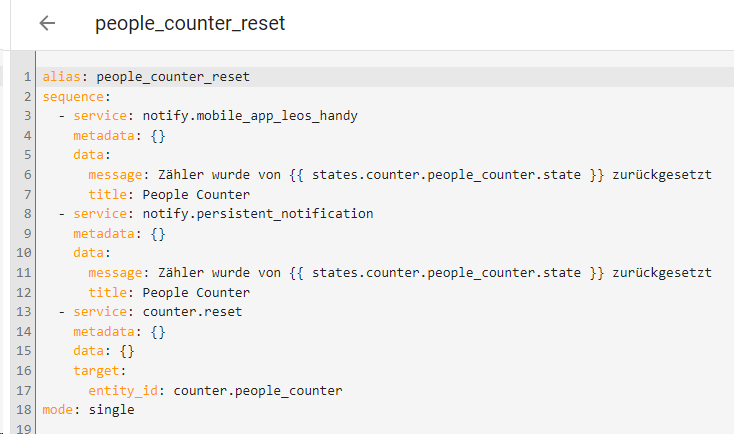 people_counter_reset
1 alias: people_counter_reset
2 sequence:
3   - service: notify.mobile_app_leos_handy
4     metadata: {}
5     data:
6       message: Zähler wurde von {{ states.counter.people_counter.state }} zurückgesetzt
7       title: People Counter
8   - service: notify.persistent_notification
9     metadata: {}
10     data:
11       message: Zähler wurde von {{ states.counter.people_counter.state }} zurückgesetzt
12       title: People Counter
13   - service: counter.reset
14     metadata: {}
15     data: {}
16     target:
17       entity_id: counter.people_counter
18 mode: single
19